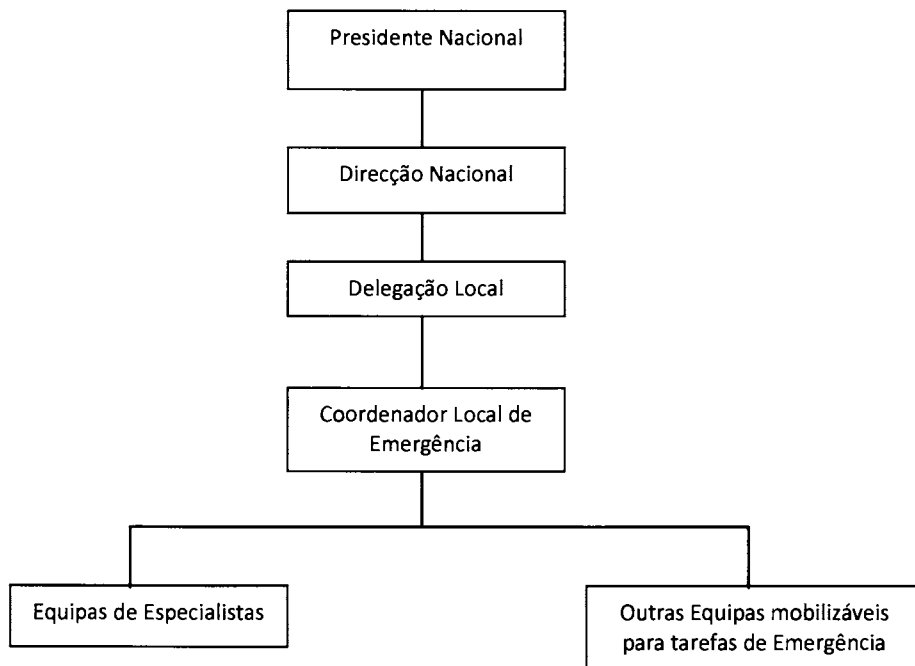 Presidente Nacional
Direcção Nacional
Delegação Local
Coordenador Local de
Emergência
Equipas de Especialistas
Outras Equipas mobilizáveis
para tarefas de Emergência